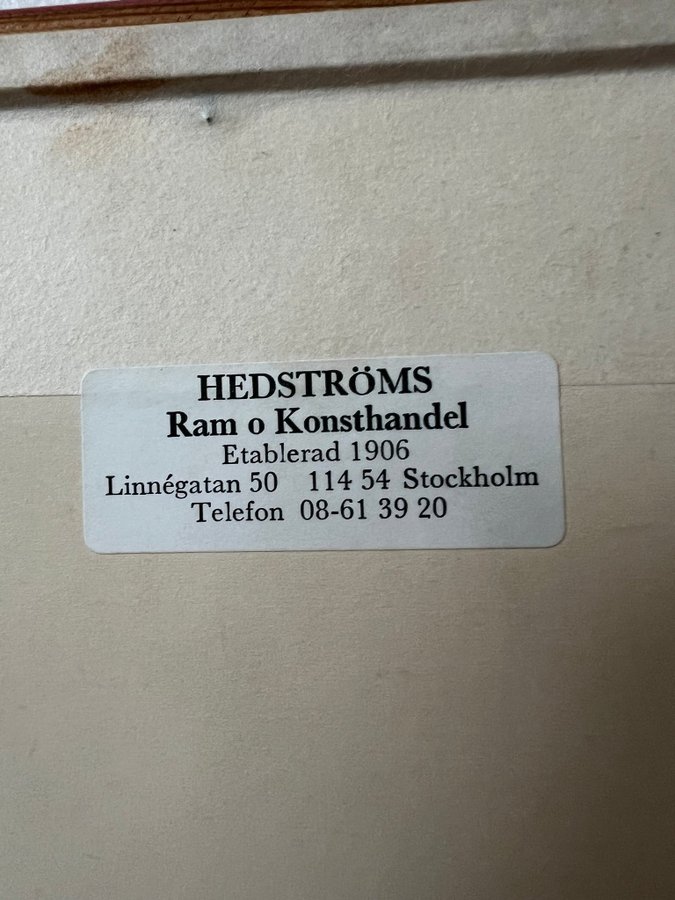 HEDSTRÖMS
Ram o Konsthandel
Etablerad 1906
Linnégatan 50 114 54 Stockholm
Telefon 08-61 39 20